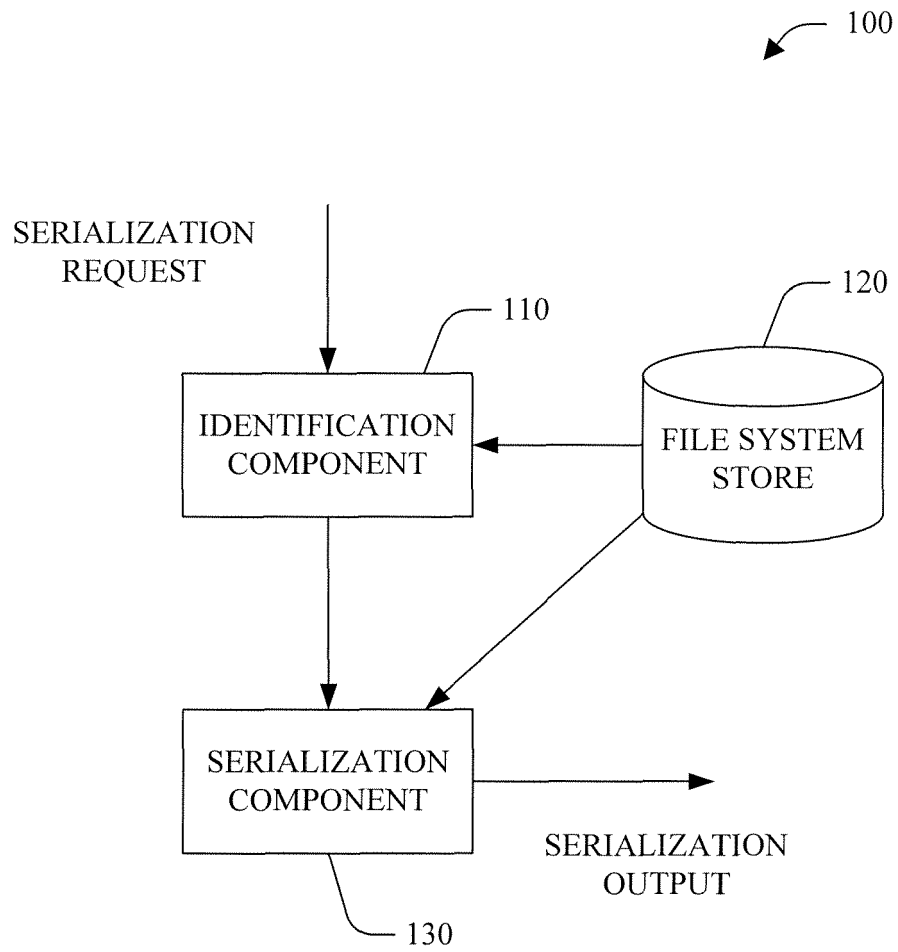 100
SERIALIZATION
REQUEST
120
110
IDENTIFICATION
COMPONENT
FILE SYSTEM
STORE
SERIALIZATION
COMPONENT
SERIALIZATION
OUTPUT
130